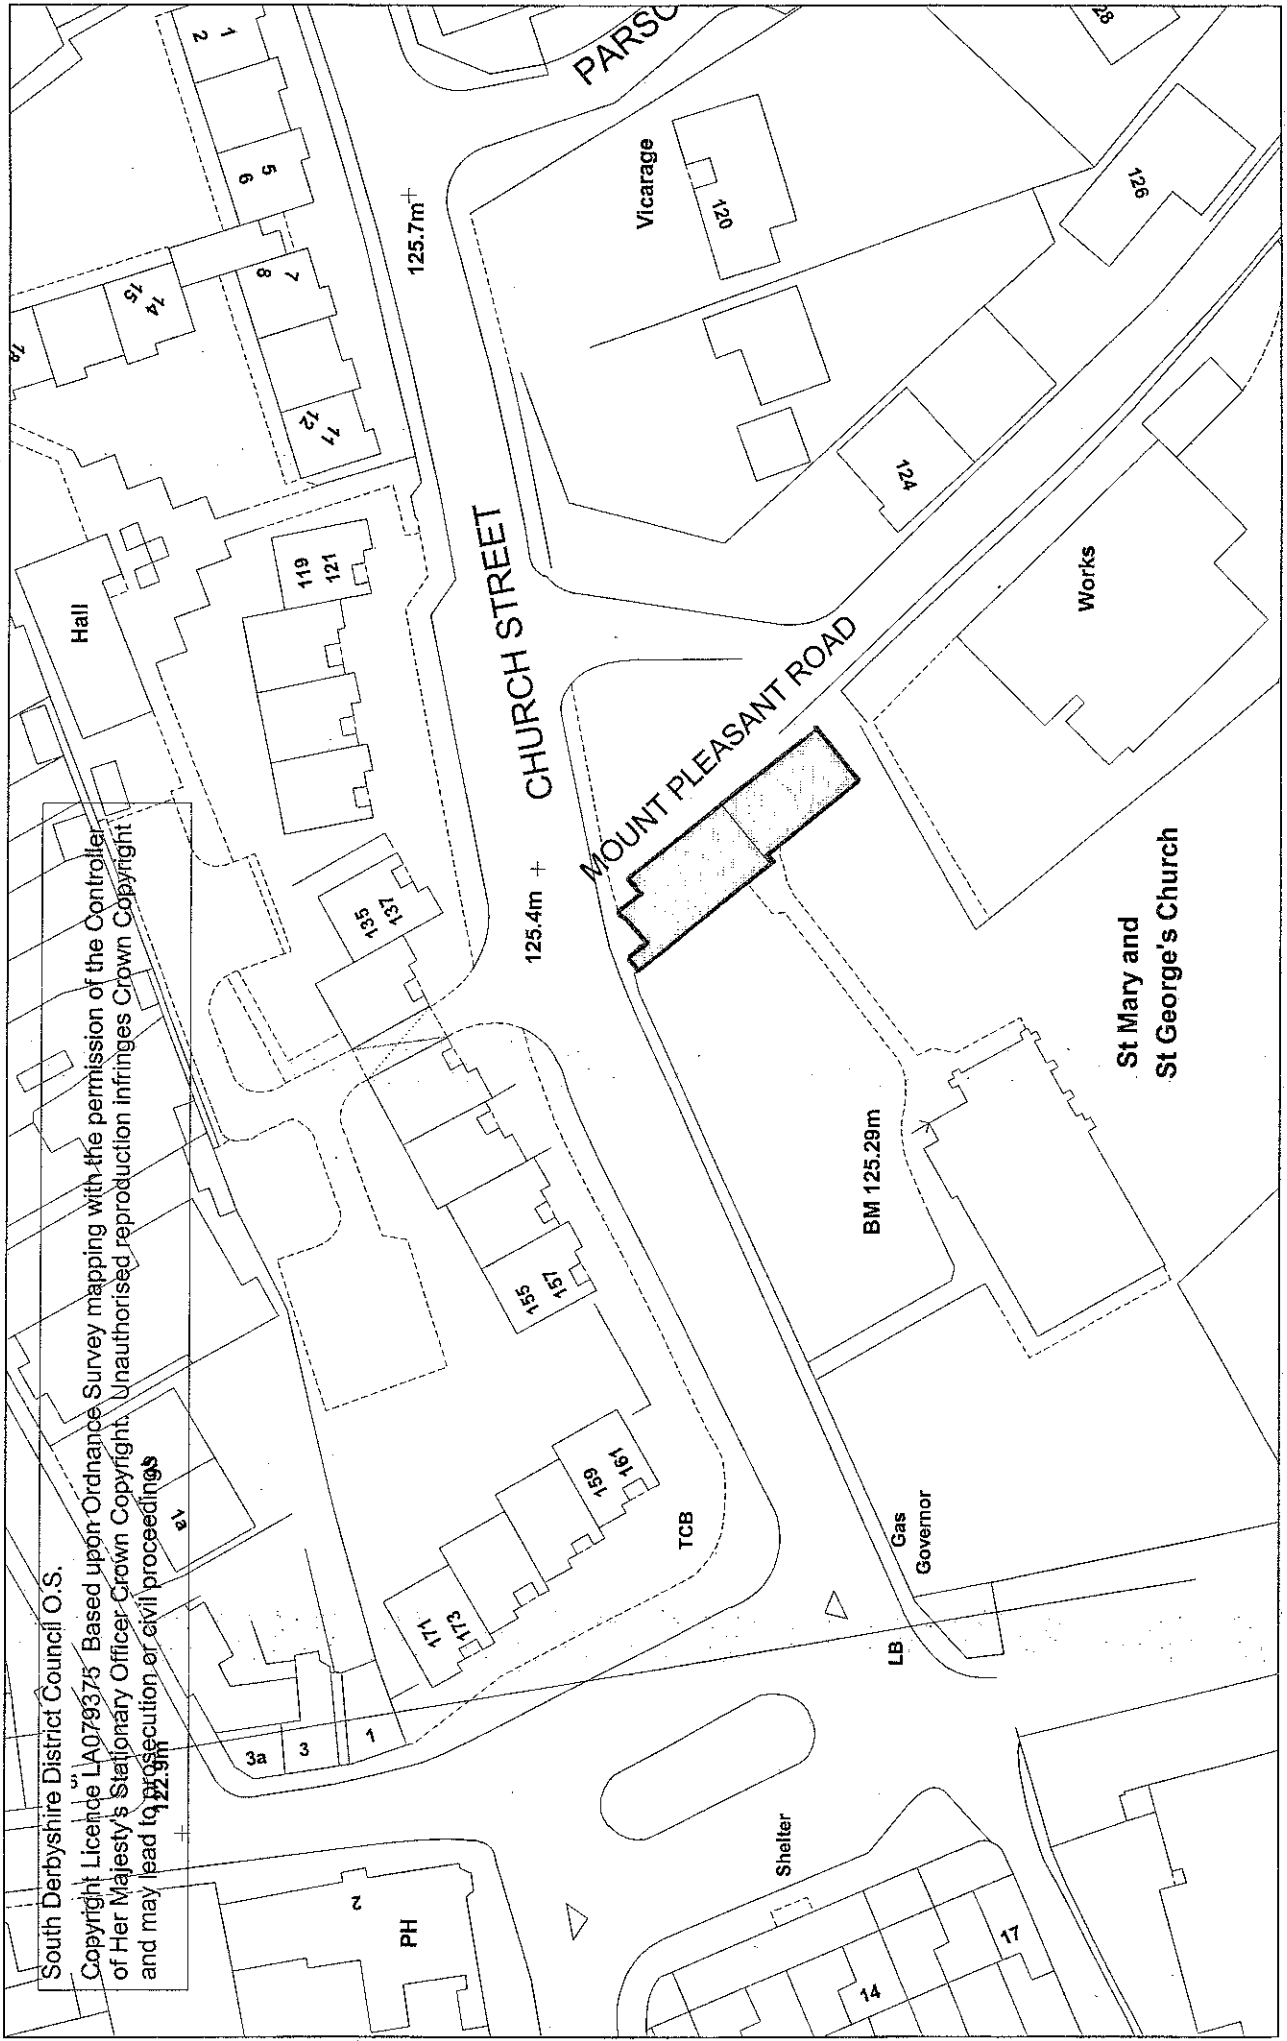 South Derbyshire District Council O.S.
Copyright Licence LA079375 Based upon Ordnance Survey mapping with the permission of the Controller
of Her Majesty's Stationary Officer Crown Copyright. Unauthorised reproduction infringes Crown Copyright
and may lead to prosecution or civil proceedings
122.9m
PH
2
3a
3
1
171
173
159
161
TCB
155
157
135
137
Hall
119
121
11
12
7
8
14
15
5
6
1
2
125.7m
CHURCH STREET
125.4m
MOUNT PLEASANT ROAD
PARSO
Vicarage
120
124
126
28
Works
St Mary and
St George's Church
BM 125.29m
Gas
Governor
LB
Shelter
14
17